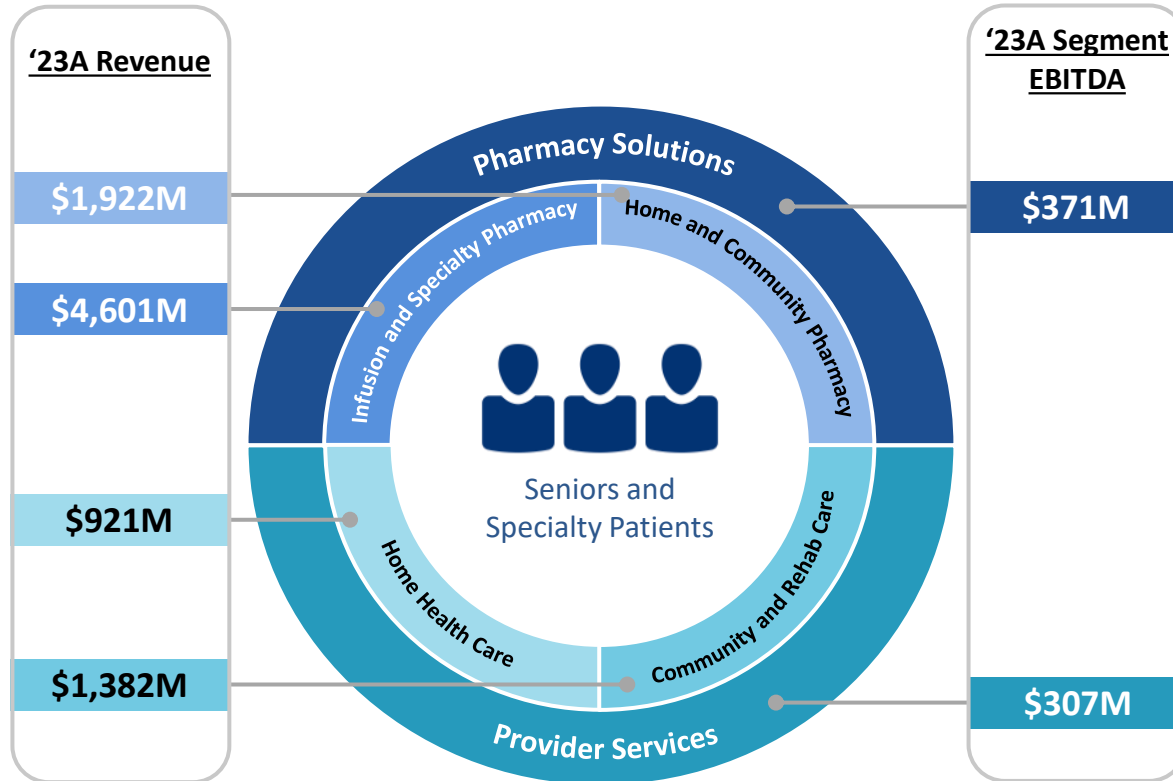 ‘23A Revenue
$1,922M
$4,601M
$921M
$1,382M
Pharmacy Solutions
Infusion and Specialty Pharmacy
Home and Community Pharmacy
Seniors and
Specialty Patients
Home Health Care
Community and Rehab Care
Provider Services
‘23A Segment
EBITDA
$371M
$307M